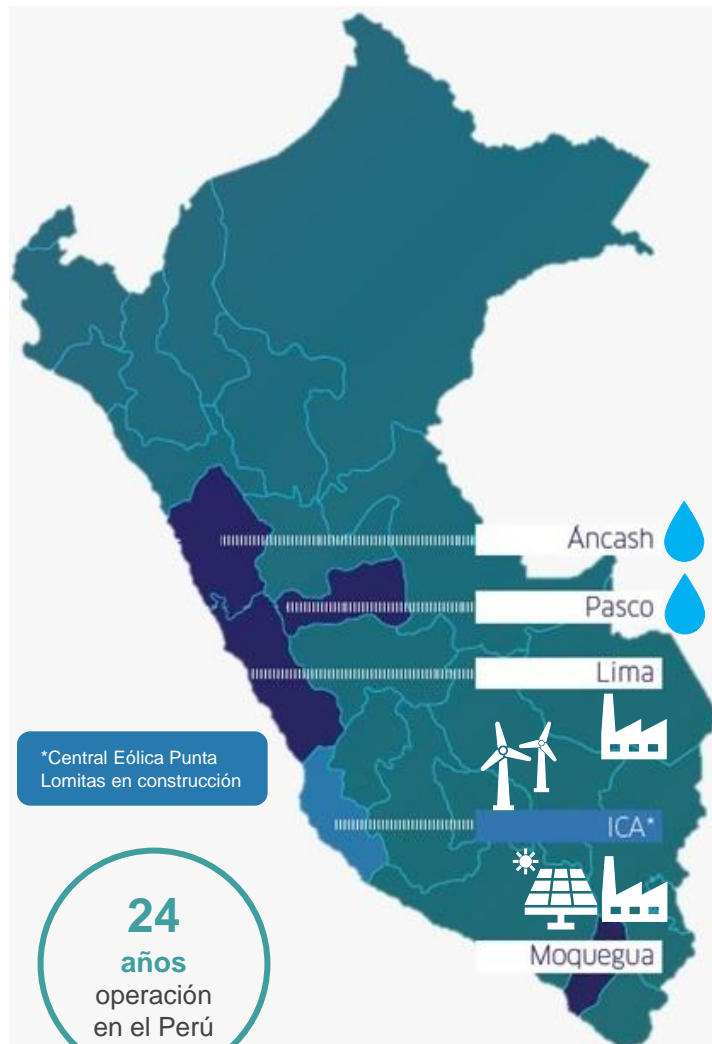 Áncash
Pasco
Lima
*Central Eólica Punta
Lomitas en construcción
ICA*
24
años
operación
en el Perú
Moquegua